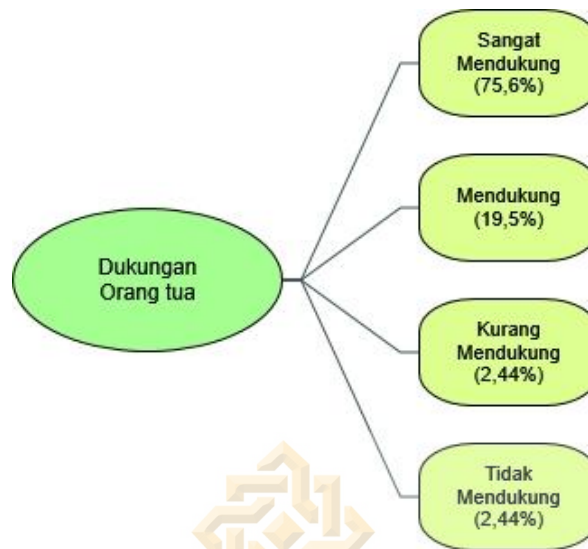 Sangat
Mendukung
(75,6%)
Mendukung
(19,5%)
Dukungan
Orang tua
Kurang
Mendukung
(2,44%)
Tidak
Mendukung
(2,44%)